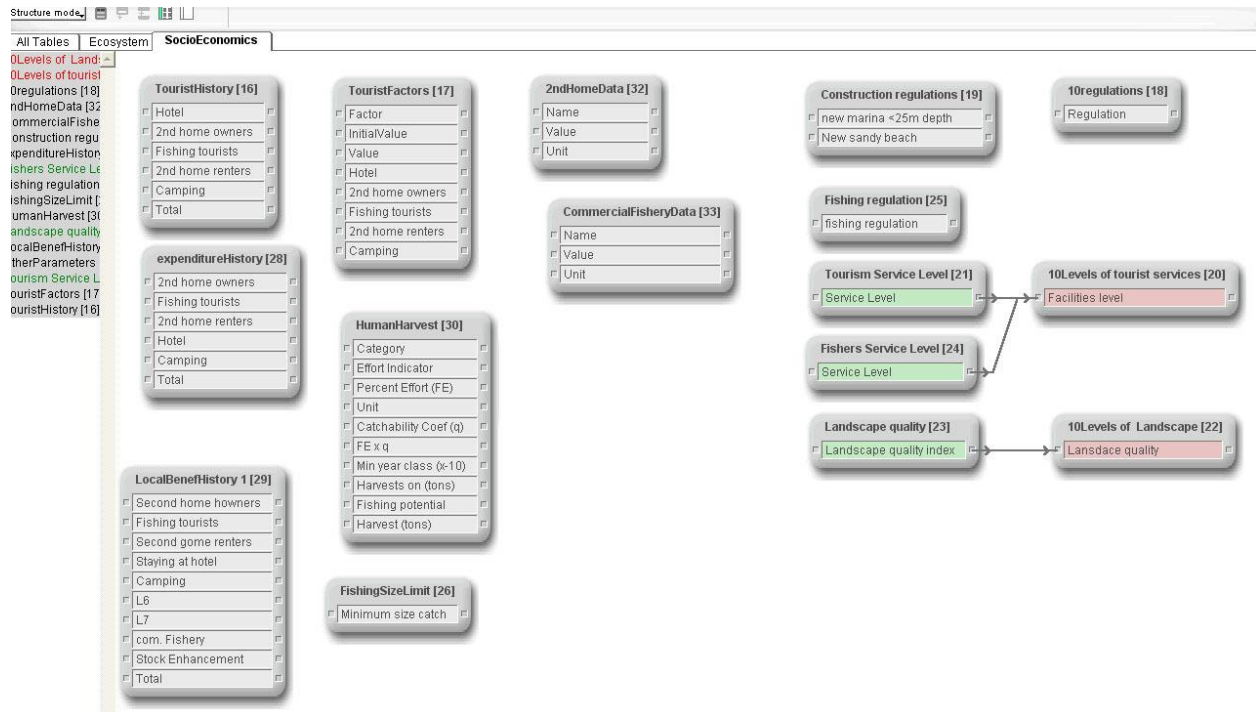 Structure mode
All Tables
Ecosystem
SocioEconomics
0Levels of Land
0Levels of tourist
0regulations [18]
ndHomeData [32
ommercialFishe
onstruction regu
xpenditureHistory
ishers Service Le
ishing regulation
ishingSizeLimit [
umanHarvest [30
andscape quality
ocalBenefHistory
therParameters
ourism Service L
ouristFactors [17
ouristHistory [16]
TouristHistory [16]
Hotel
2nd home owners
Fishing tourists
2nd home renters
Camping
Total
expenditureHistory [28]
2nd home owners
Fishing tourists
2nd home renters
Hotel
Camping
Total
LocalBenefHistory 1 [29]
Second home howners
Fishing tourists
Second gome renters
Staying at hotel
Camping
L6
L7
com. Fishery
Stock Enhancement
Total
TouristFactors [17]
Factor
InitialValue
Value
Hotel
2nd home owners
Fishing tourists
2nd home renters
Camping
HumanHarvest [30]
Category
Effort Indicator
Percent Effort (FE)
Unit
Catchability Coef (q)
FE x q
Min year class (x-10)
Harvests on (tons)
Fishing potential
Harvest (tons)
FishingSizeLimit [26]
Minimum size catch
2ndHomeData [32]
Name
Value
Unit
CommercialFisheryData [33]
Name
Value
Unit
Construction regulations [19]
new marina <25m depth
New sandy beach
10regulations [18]
Regulation
Fishing regulation [25]
fishing regulation
Tourism Service Level [21]
Service Level
10Levels of tourist services [20]
Facilities level
Fishers Service Level [24]
Service Level
Landscape quality [23]
Landscape quality index
10Levels of Landscape [22]
Lansdace quality